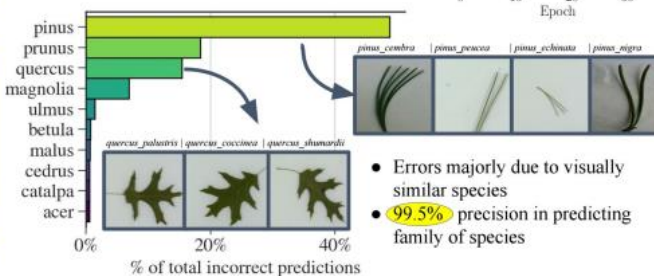 Epoch
pinus
prunus
quercus
magnolia
ulmus
betula
malus
cedrus
catalpa
acer
0%
20%
40%
% of total incorrect predictions
pinus_cembra | pinus_peucea | pinus_echinata | pinus_nigra
quercus_palustris | quercus_coccinea | quercus_shumardii
• Errors majorly due to visually
similar species
• 99.5% precision in predicting
family of species